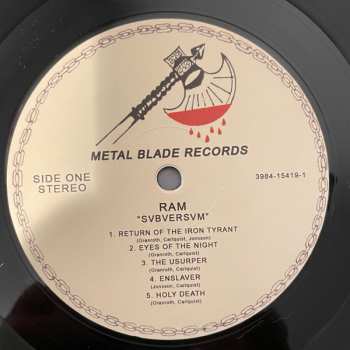 METAL BLADE RECORDS
SIDE ONE
STEREO
3984-15419-1
RAM
"SVBVERSVM"
1. RETURN OF THE IRON TYRANT
(Granroth, Carlquist, Jonsson)
2. EYES OF THE NIGHT
(Granroth, Carlquist)
3. THE USURPER
(Granroth, Carlquist)
4. ENSLAVER
(Jonsson, Carlquist)
5. HOLY DEATH
(Granroth, Carlquist)